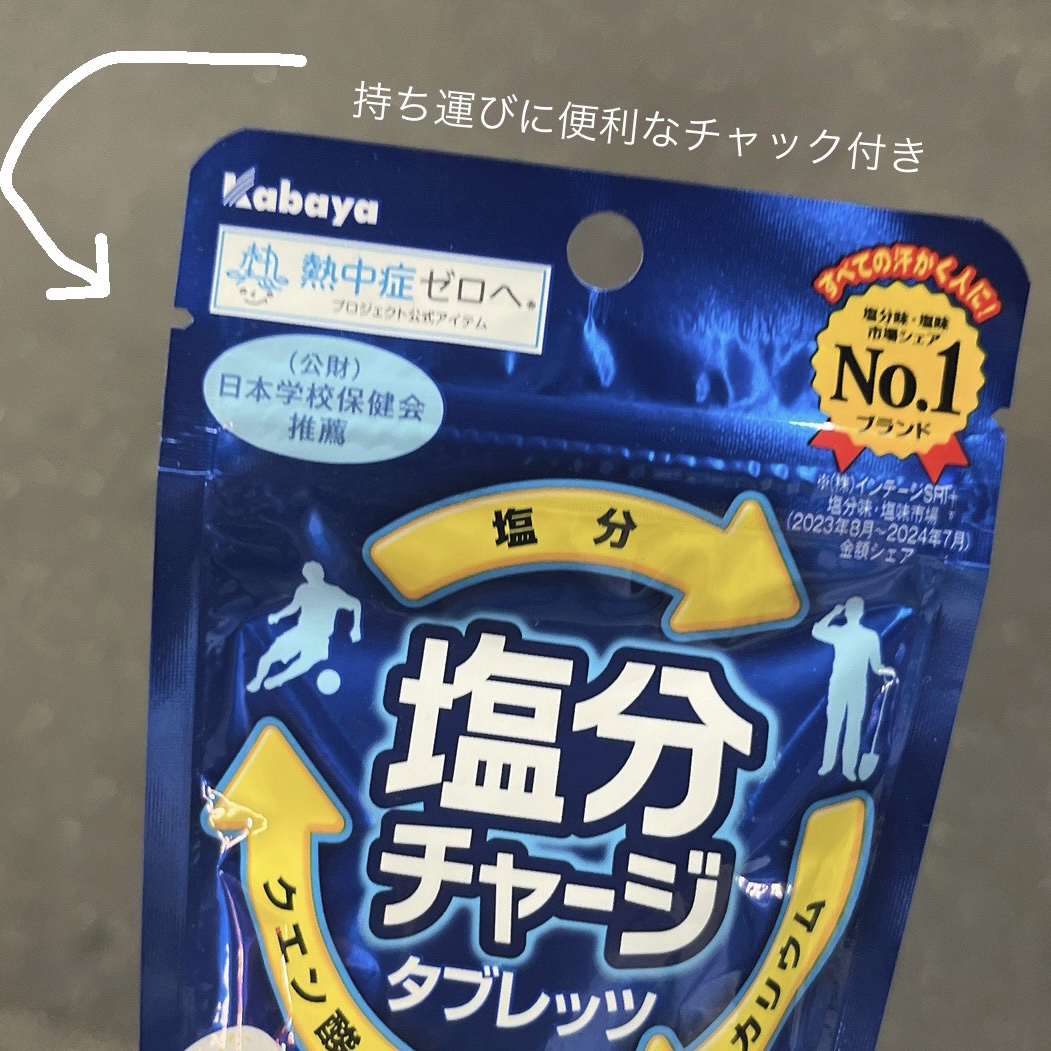 持ち運びに便利なチャック付き
Kabaya
熱中症ゼロへ®
プロジェクト公式アイテム
(公財)
日本学校保健会
推薦
すべての汗かく人に!
塩分味・塩味
市場シェア
No.1
ブランド
※(株)インテージSRI+
塩分味・塩味市場
(2023年8月~2024年7月)
金額シェア
塩分
塩分
チャージ
タブレッツ
カリウム
クエン酸